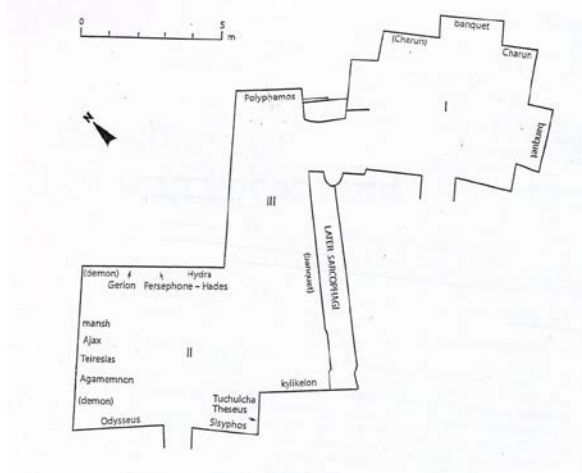 0 5
m
banquet
(Charun)
Charun
Polyphamos
I
N
banquet
III
LATER SARCOPHAGI
(banquet)
(demon) Hydra
Gerion Persephone – Hades
mansh
Ajax
II
Teiresias
Agamemnon
kylikeion
(demon)
Tuchulcha
Theseus
Odysseus
Sisyphos